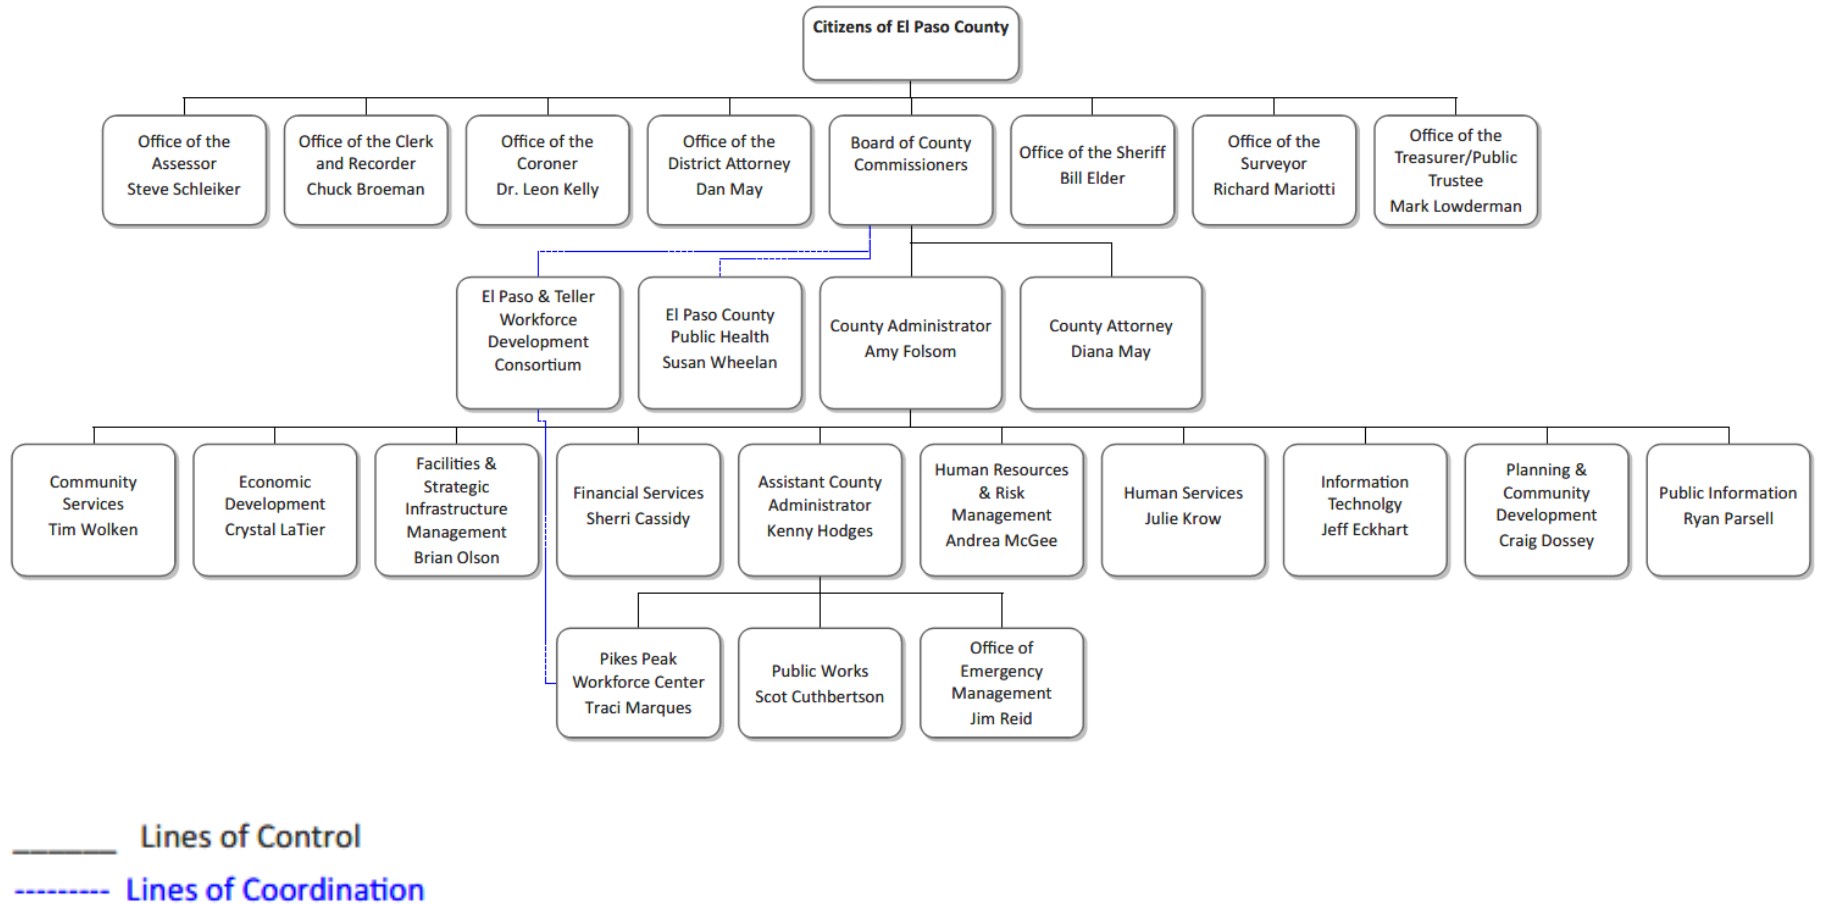 Citizens of El Paso County
Office of the
Assessor
Steve Schleiker
Office of the Clerk
and Recorder
Chuck Broeman
Office of the
Coroner
Dr. Leon Kelly
Office of the
District Attorney
Dan May
Board of County
Commissioners
Office of the Sheriff
Bill Elder
Office of the
Surveyor
Richard Mariotti
Office of the
Treasurer/Public
Trustee
Mark Lowderman
El Paso & Teller
Workforce
Development
Consortium
El Paso County
Public Health
Susan Wheelan
County Administrator
Amy Folsom
County Attorney
Diana May
Community
Services
Tim Wolken
Economic
Development
Crystal LaTier
Facilities &
Strategic
Infrastructure
Management
Brian Olson
Financial Services
Sherri Cassidy
Assistant County
Administrator
Kenny Hodges
Human Resources
& Risk
Management
Andrea McGee
Human Services
Julie Krow
Information
Technolgy
Jeff Eckhart
Planning &
Community
Development
Craig Dossey
Public Information
Ryan Parsell
Pikes Peak
Workforce Center
Traci Marques
Public Works
Scot Cuthbertson
Office of
Emergency
Management
Jim Reid
Lines of Control
Lines of Coordination